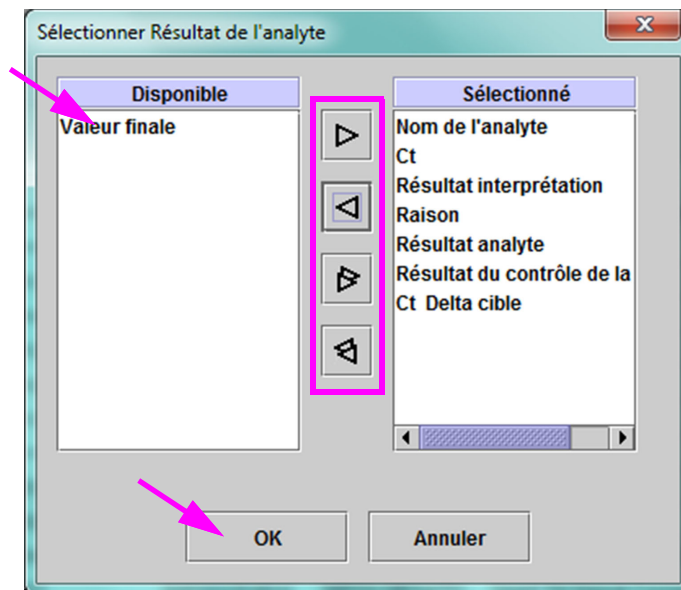 Sélectionner Résultat de l'analyte
Disponible
Valeur finale
Sélectionné
Nom de l'analyte
Ct
Résultat interprétation
Raison
Résultat analyte
Résultat du contrôle de la
Ct Delta cible
OK
Annuler